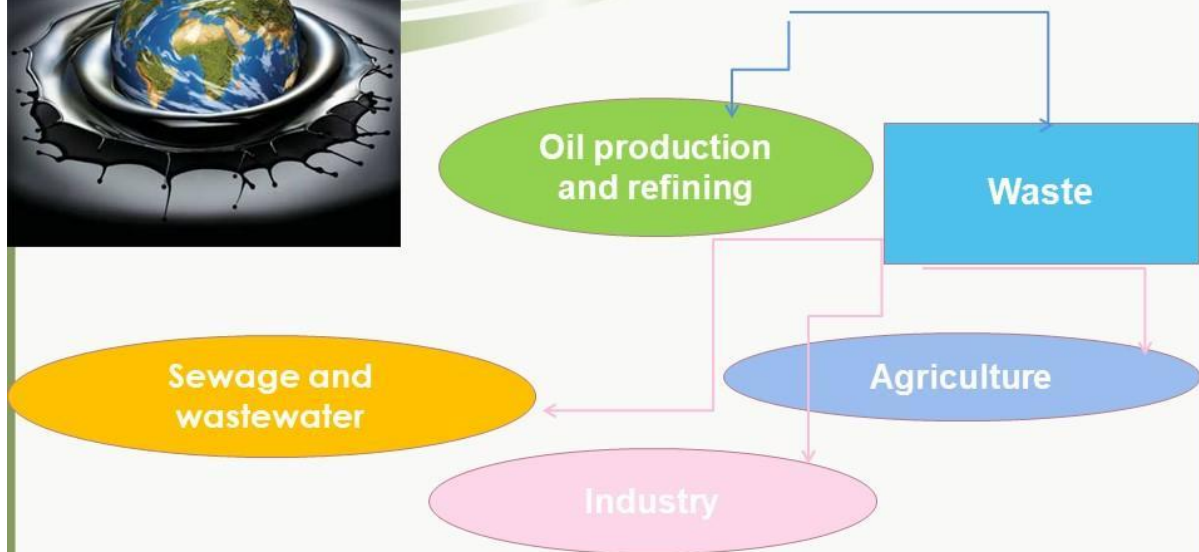 Oil production
and refining
Waste
Sewage and
wastewater
Agriculture
Industry